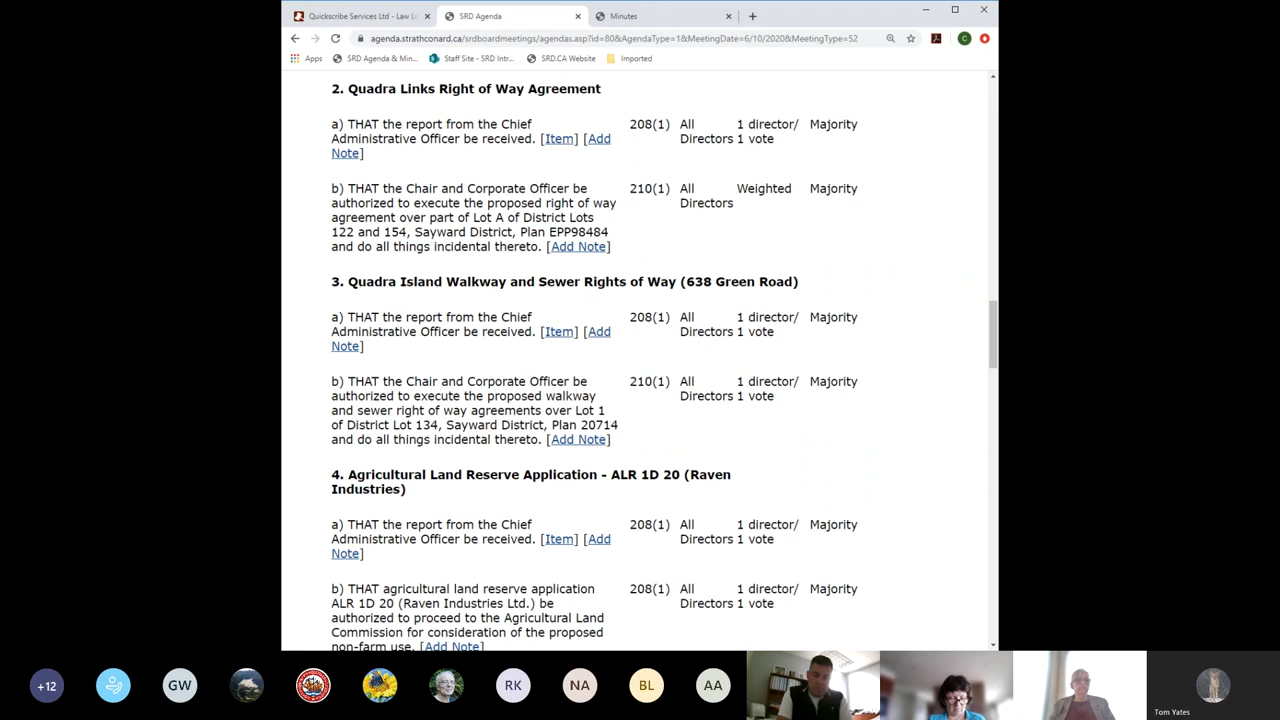 Quickscribe Services Ltd - Law Li
SRD Agenda
Minutes
agenda.strathconard.ca/srdboardmeetings/agendas.asp?id=80&AgendaType=1&MeetingDate=6/10/2020&MeetingType=52
C
Apps
SRD Agenda & Min...
Staff Site - SRD Intr...
SRD.CA Website
Imported
2. Quadra Links Right of Way Agreement
a) THAT the report from the Chief 208(1) All 1 director/ Majority
Administrative Officer be received. [Item] [Add Directors 1 vote
Note]
b) THAT the Chair and Corporate Officer be 210(1) All Weighted Majority
authorized to execute the proposed right of way Directors
agreement over part of Lot A of District Lots
122 and 154, Sayward District, Plan EPP98484
and do all things incidental thereto. [Add Note]
3. Quadra Island Walkway and Sewer Rights of Way (638 Green Road)
a) THAT the report from the Chief 208(1) All 1 director/ Majority
Administrative Officer be received. [Item] [Add Directors 1 vote
Note]
b) THAT the Chair and Corporate Officer be 210(1) All 1 director/ Majority
authorized to execute the proposed walkway Directors 1 vote
and sewer right of way agreements over Lot 1
of District Lot 134, Sayward District, Plan 20714
and do all things incidental thereto. [Add Note]
4. Agricultural Land Reserve Application - ALR 1D 20 (Raven
Industries)
a) THAT the report from the Chief 208(1) All 1 director/ Majority
Administrative Officer be received. [Item] [Add Directors 1 vote
Note]
b) THAT agricultural land reserve application 208(1) All 1 director/ Majority
ALR 1D 20 (Raven Industries Ltd.) be Directors 1 vote
authorized to proceed to the Agricultural Land
Commission for consideration of the proposed
non-farm use. [Add Note]
+12
GW
RK
NA
BL
AA
Tom Yates